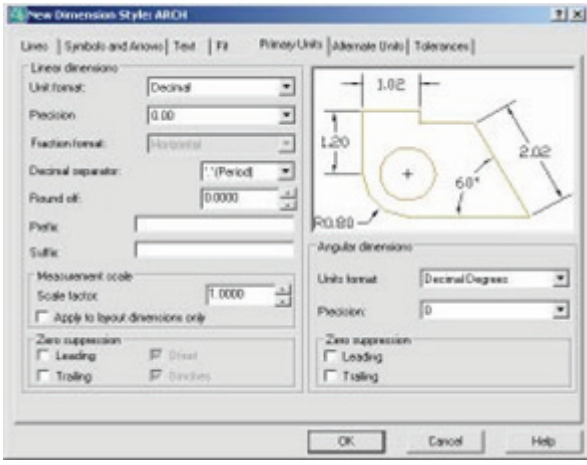 New Dimension Style: ARCH
Lines Symbols and Arrows Text Fit Primary Units Alternate Units Tolerances
Linear dimensions
Unit format: Decimal
Precision 0.00
Fraction format: Horizontal
Decimal separator: '.' (Period)
Round off: 0.0000
Prefix:
Suffix:
Measurement scale
Scale factor: 1.0000
Apply to layout dimensions only
Zero suppression
Leading 0 feet
Trailing 0 inches
1.02
1.20
2.02
60°
R0.80
Angular dimensions
Units format: Decimal Degrees
Precision: 0
Zero suppression
Leading
Trailing
OK Cancel Help